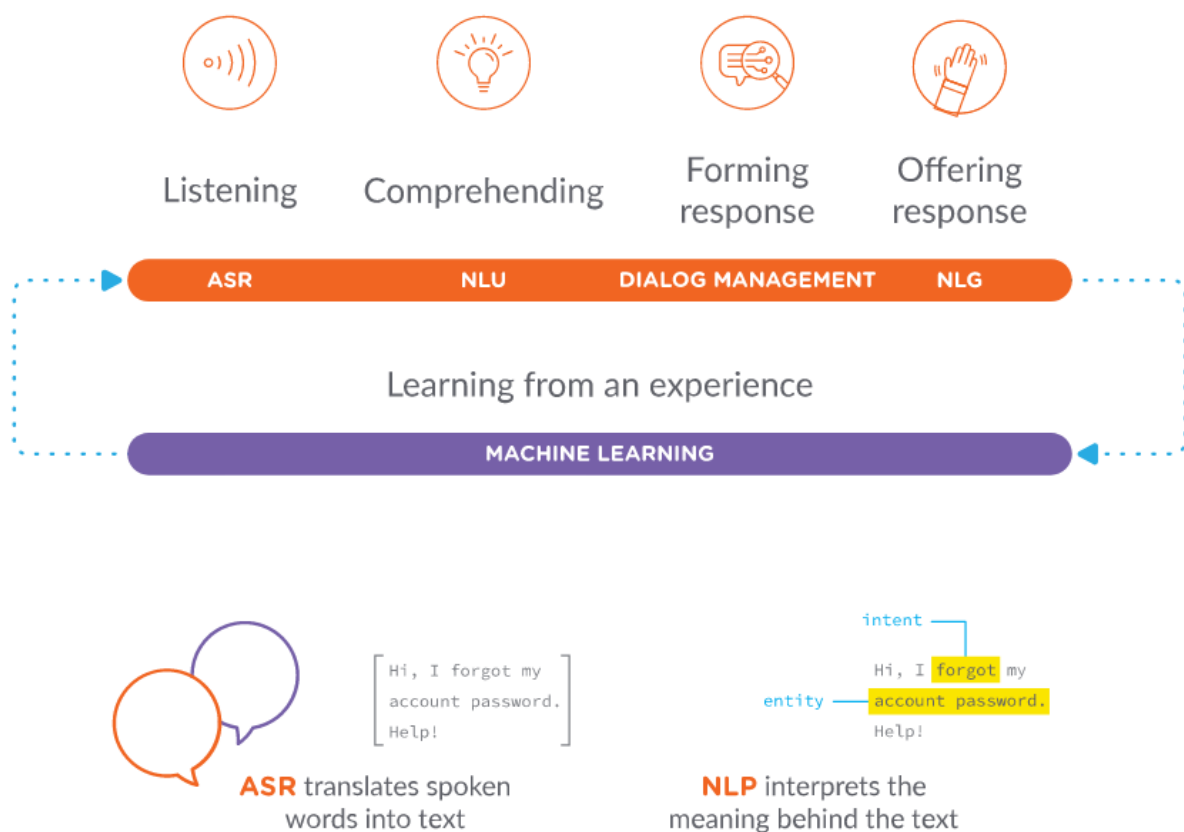 Listening
Comprehending
Forming
response
Offering
response
ASR
NLU
DIALOG MANAGEMENT
NLG
Learning from an experience
MACHINE LEARNING
Hi, I forgot my
account password.
Help!
ASR translates spoken
words into text
intent
Hi, I forgot my
entity
account password.
Help!
NLP interprets the
meaning behind the text